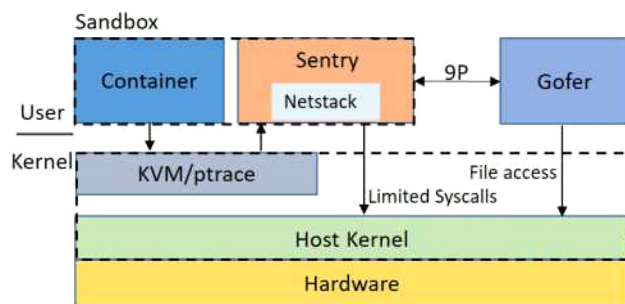 Sandbox
Container
Sentry
Netstack
9P
Gofer
User
Kernel
KVM/ptrace
File access
Limited Syscalls
Host Kernel
Hardware